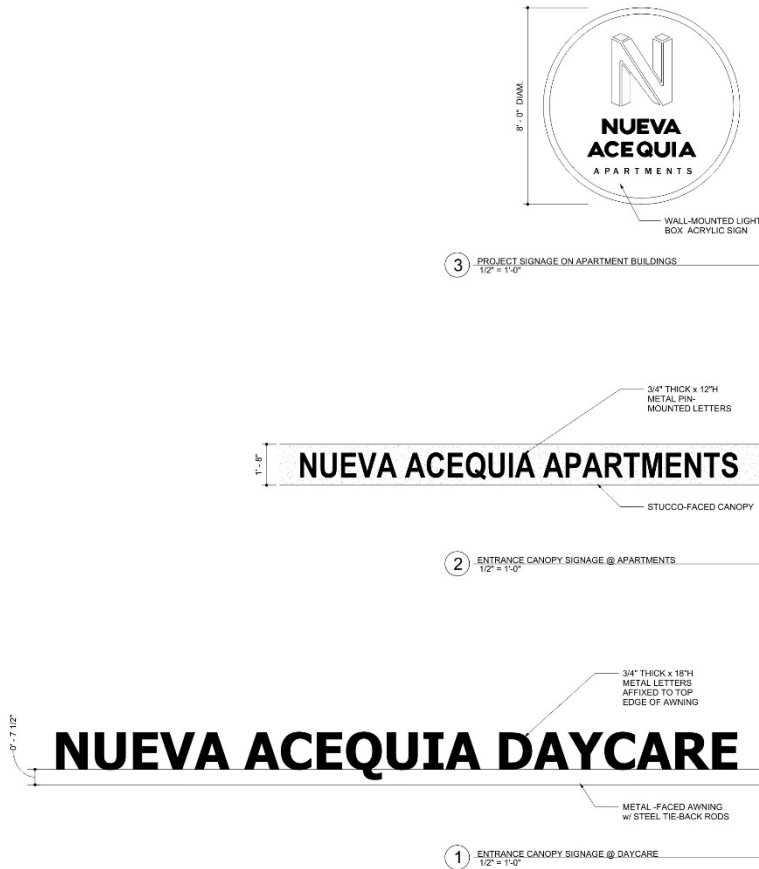 8' - 0" DIAM.
N
NUEVA
ACEQUIA
APARTMENTS
WALL-MOUNTED LIGHT
BOX ACRYLIC SIGN
3
PROJECT SIGNAGE ON APARTMENT BUILDINGS
1/2" = 1'-0"
3/4" THICK x 12"H
METAL PIN-
MOUNTED LETTERS
1' - 8"
NUEVA ACEQUIA APARTMENTS
STUCCO-FACED CANOPY
2
ENTRANCE CANOPY SIGNAGE @ APARTMENTS
1/2" = 1'-0"
3/4" THICK x 18"H
METAL LETTERS
AFFIXED TO TOP
EDGE OF AWNING
0' - 7 1/2"
NUEVA ACEQUIA DAYCARE
METAL -FACED AWNING
w/ STEEL TIE-BACK RODS
1
ENTRANCE CANOPY SIGNAGE @ DAYCARE
1/2" = 1'-0"